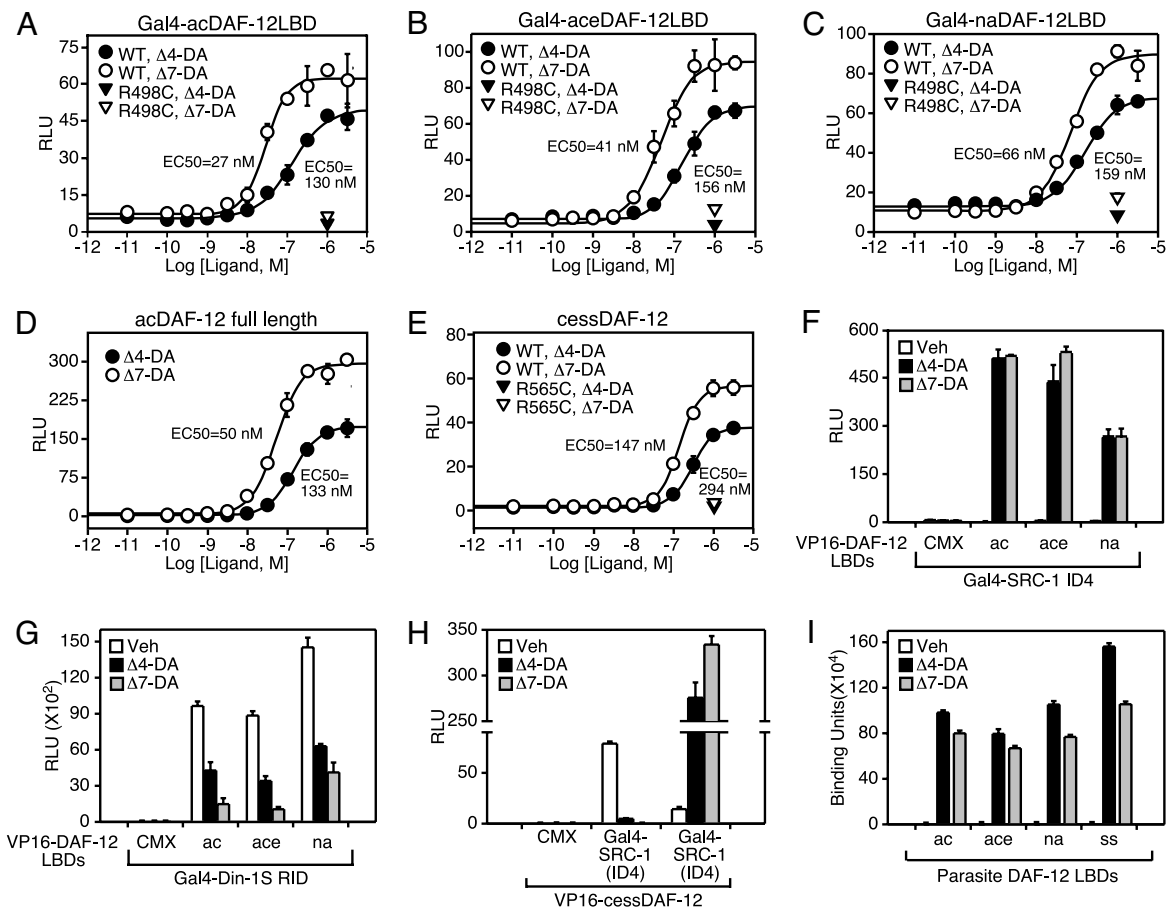 A
Gal4-acDAF-12LBD
75
60
45
30
15
0
RLU
WT, Δ4-DA
WT, Δ7-DA
R498C, Δ4-DA
R498C, Δ7-DA
EC50=27 nM
EC50=
130 nM
-12 -11 -10 -9 -8 -7 -6 -5
Log [Ligand, M]
B
Gal4-aceDAF-12LBD
100
80
60
40
20
0
RLU
WT, Δ4-DA
WT, Δ7-DA
R498C, Δ4-DA
R498C, Δ7-DA
EC50=41 nM
EC50=
156 nM
-12 -11 -10 -9 -8 -7 -6 -5
Log [Ligand, M]
C
Gal4-naDAF-12LBD
100
80
60
40
20
0
RLU
WT, Δ4-DA
WT, Δ7-DA
R498C, Δ4-DA
R498C, Δ7-DA
EC50=66 nM
EC50=
159 nM
-12 -11 -10 -9 -8 -7 -6 -5
Log [Ligand, M]
D
acDAF-12 full length
300
225
150
75
0
RLU
Δ4-DA
Δ7-DA
EC50=50 nM
EC50=
133 nM
-12 -11 -10 -9 -8 -7 -6 -5
Log [Ligand, M]
E
cessDAF-12
80
60
40
20
0
RLU
WT, Δ4-DA
WT, Δ7-DA
R565C, Δ4-DA
R565C, Δ7-DA
EC50=147 nM
EC50=
294 nM
-12 -11 -10 -9 -8 -7 -6 -5
Log [Ligand, M]
F
600
450
300
150
0
RLU
Veh
Δ4-DA
Δ7-DA
VP16-DAF-12
LBDs
CMX ac ace na
Gal4-SRC-1 ID4
G
150
120
90
60
30
0
RLU (X10²)
Veh
Δ4-DA
Δ7-DA
VP16-DAF-12
LBDs
CMX ac ace na
Gal4-Din-1S RID
H
350
300
250
50
0
RLU
Veh
Δ4-DA
Δ7-DA
CMX
Gal4-
SRC-1
(ID4)
Gal4-
SRC-1
(ID4)
VP16-cessDAF-12
I
160
120
80
40
0
Binding Units(X10⁴)
Δ4-DA
Δ7-DA
Veh
ac ace na ss
Parasite DAF-12 LBDs